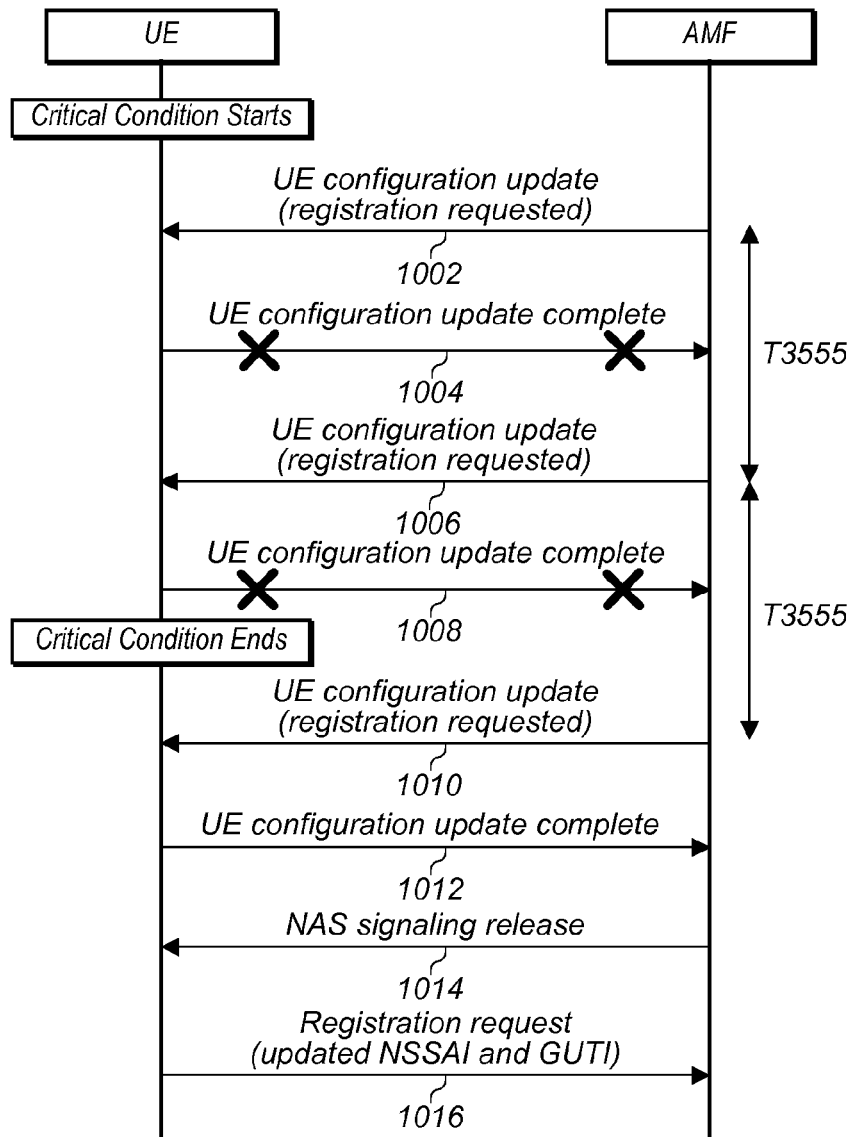 UE
AMF
Critical Condition Starts
UE configuration update
(registration requested)
1002
UE configuration update complete
1004
T3555
UE configuration update
(registration requested)
1006
UE configuration update complete
1008
T3555
Critical Condition Ends
UE configuration update
(registration requested)
1010
UE configuration update complete
1012
NAS signaling release
1014
Registration request
(updated NSSAI and GUTI)
1016